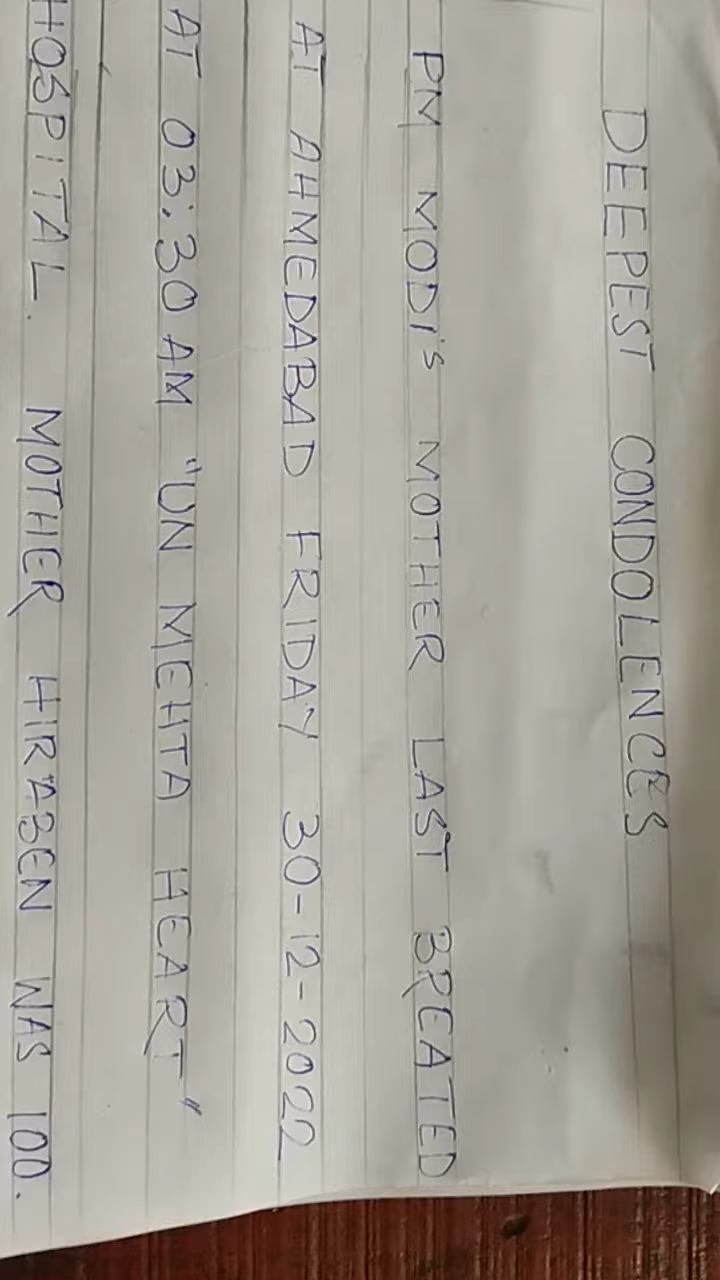 DEEPEST CONDOLENCES
PM MODI's MOTHER LAST BREATED
AT AHMEDABAD FRIDAY 30-12-2022
AT 03:30 AM "UN MEHTA HEART"
HOSPITAL. MOTHER HIRABEN WAS 100.